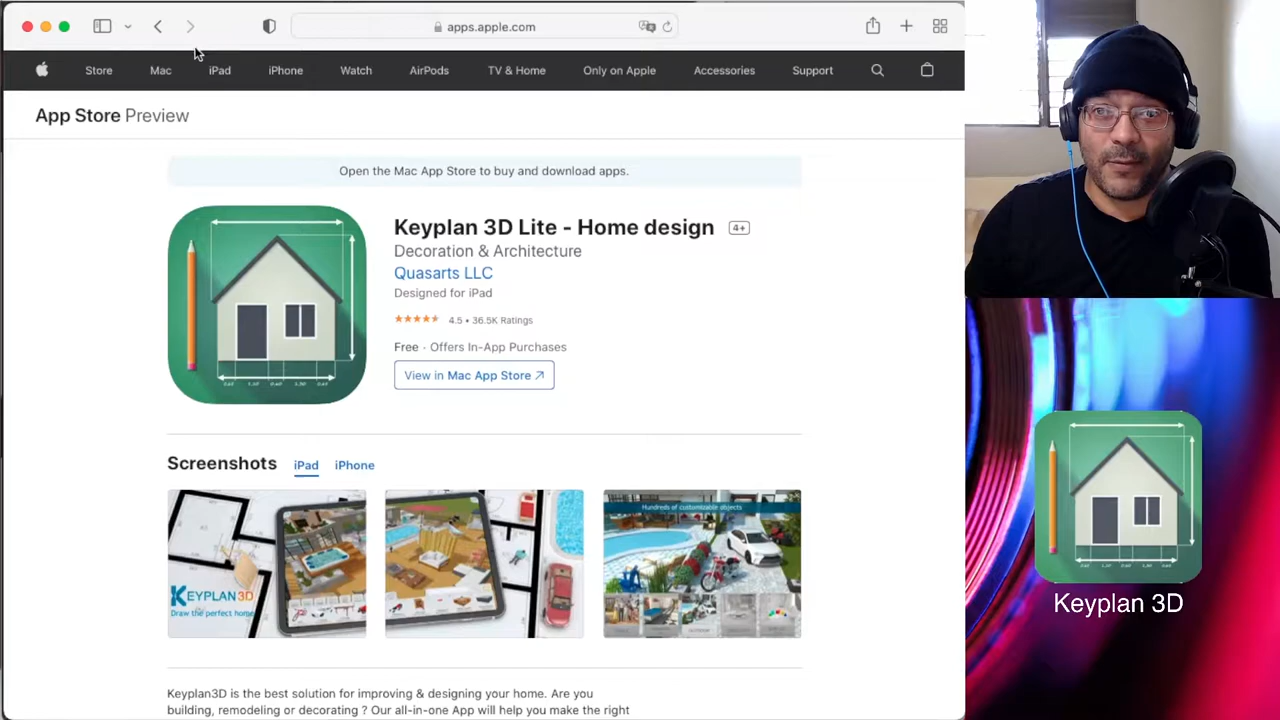 apps.apple.com
Store Mac iPad iPhone Watch AirPods TV & Home Only on Apple Accessories Support
App Store Preview
Open the Mac App Store to buy and download apps.
Keyplan 3D Lite - Home design 4+
Decoration & Architecture
Quasarts LLC
Designed for iPad
4.5 • 36.5K Ratings
Free · Offers In-App Purchases
View in Mac App Store ↗
Screenshots iPad iPhone
KEYPLAN3D
Draw the perfect home
Hundreds of customizable objects
Keyplan3D is the best solution for improving & designing your home. Are you
building, remodeling or decorating ? Our all-in-one App will help you make the right
Keyplan 3D